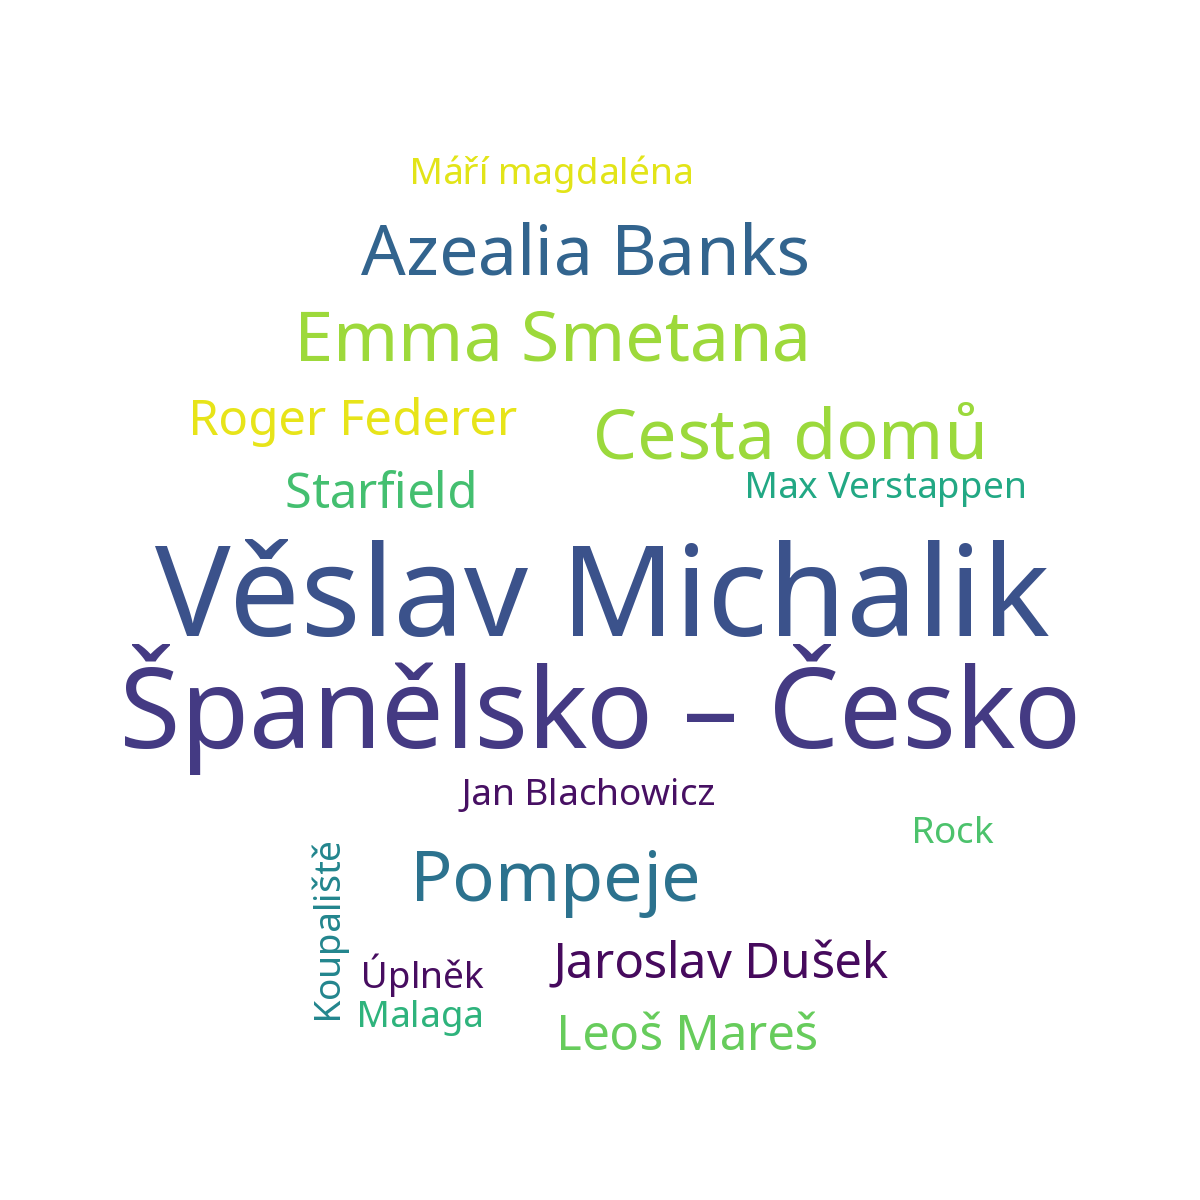 Máří magdaléna
Azealia Banks
Emma Smetana
Roger Federer
Cesta domů
Starfield
Max Verstappen
Věslav Michalik
Španělsko – Česko
Jan Blachowicz
Rock
Koupaliště
Pompeje
Jaroslav Dušek
Úplněk
Malaga
Leoš Mareš